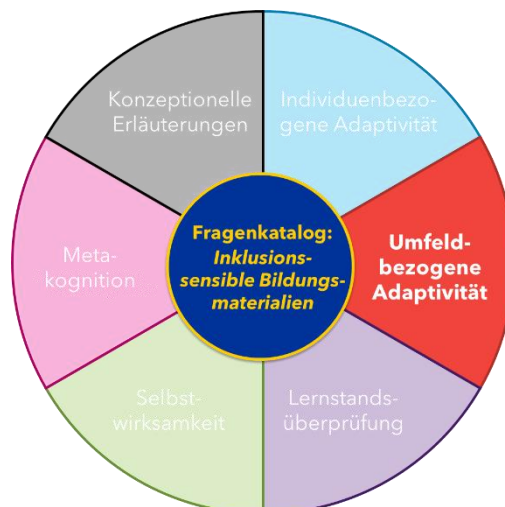 Konzeptionelle
Erläuterungen
Individuenbezo-
gene Adaptivität
Meta-
kognition
Fragenkatalog:
Inklusions-
sensible Bildungs-
materialien
Umfeld-
bezogene
Adaptivität
Selbst-
wirksamkeit
Lernstands-
überprüfung